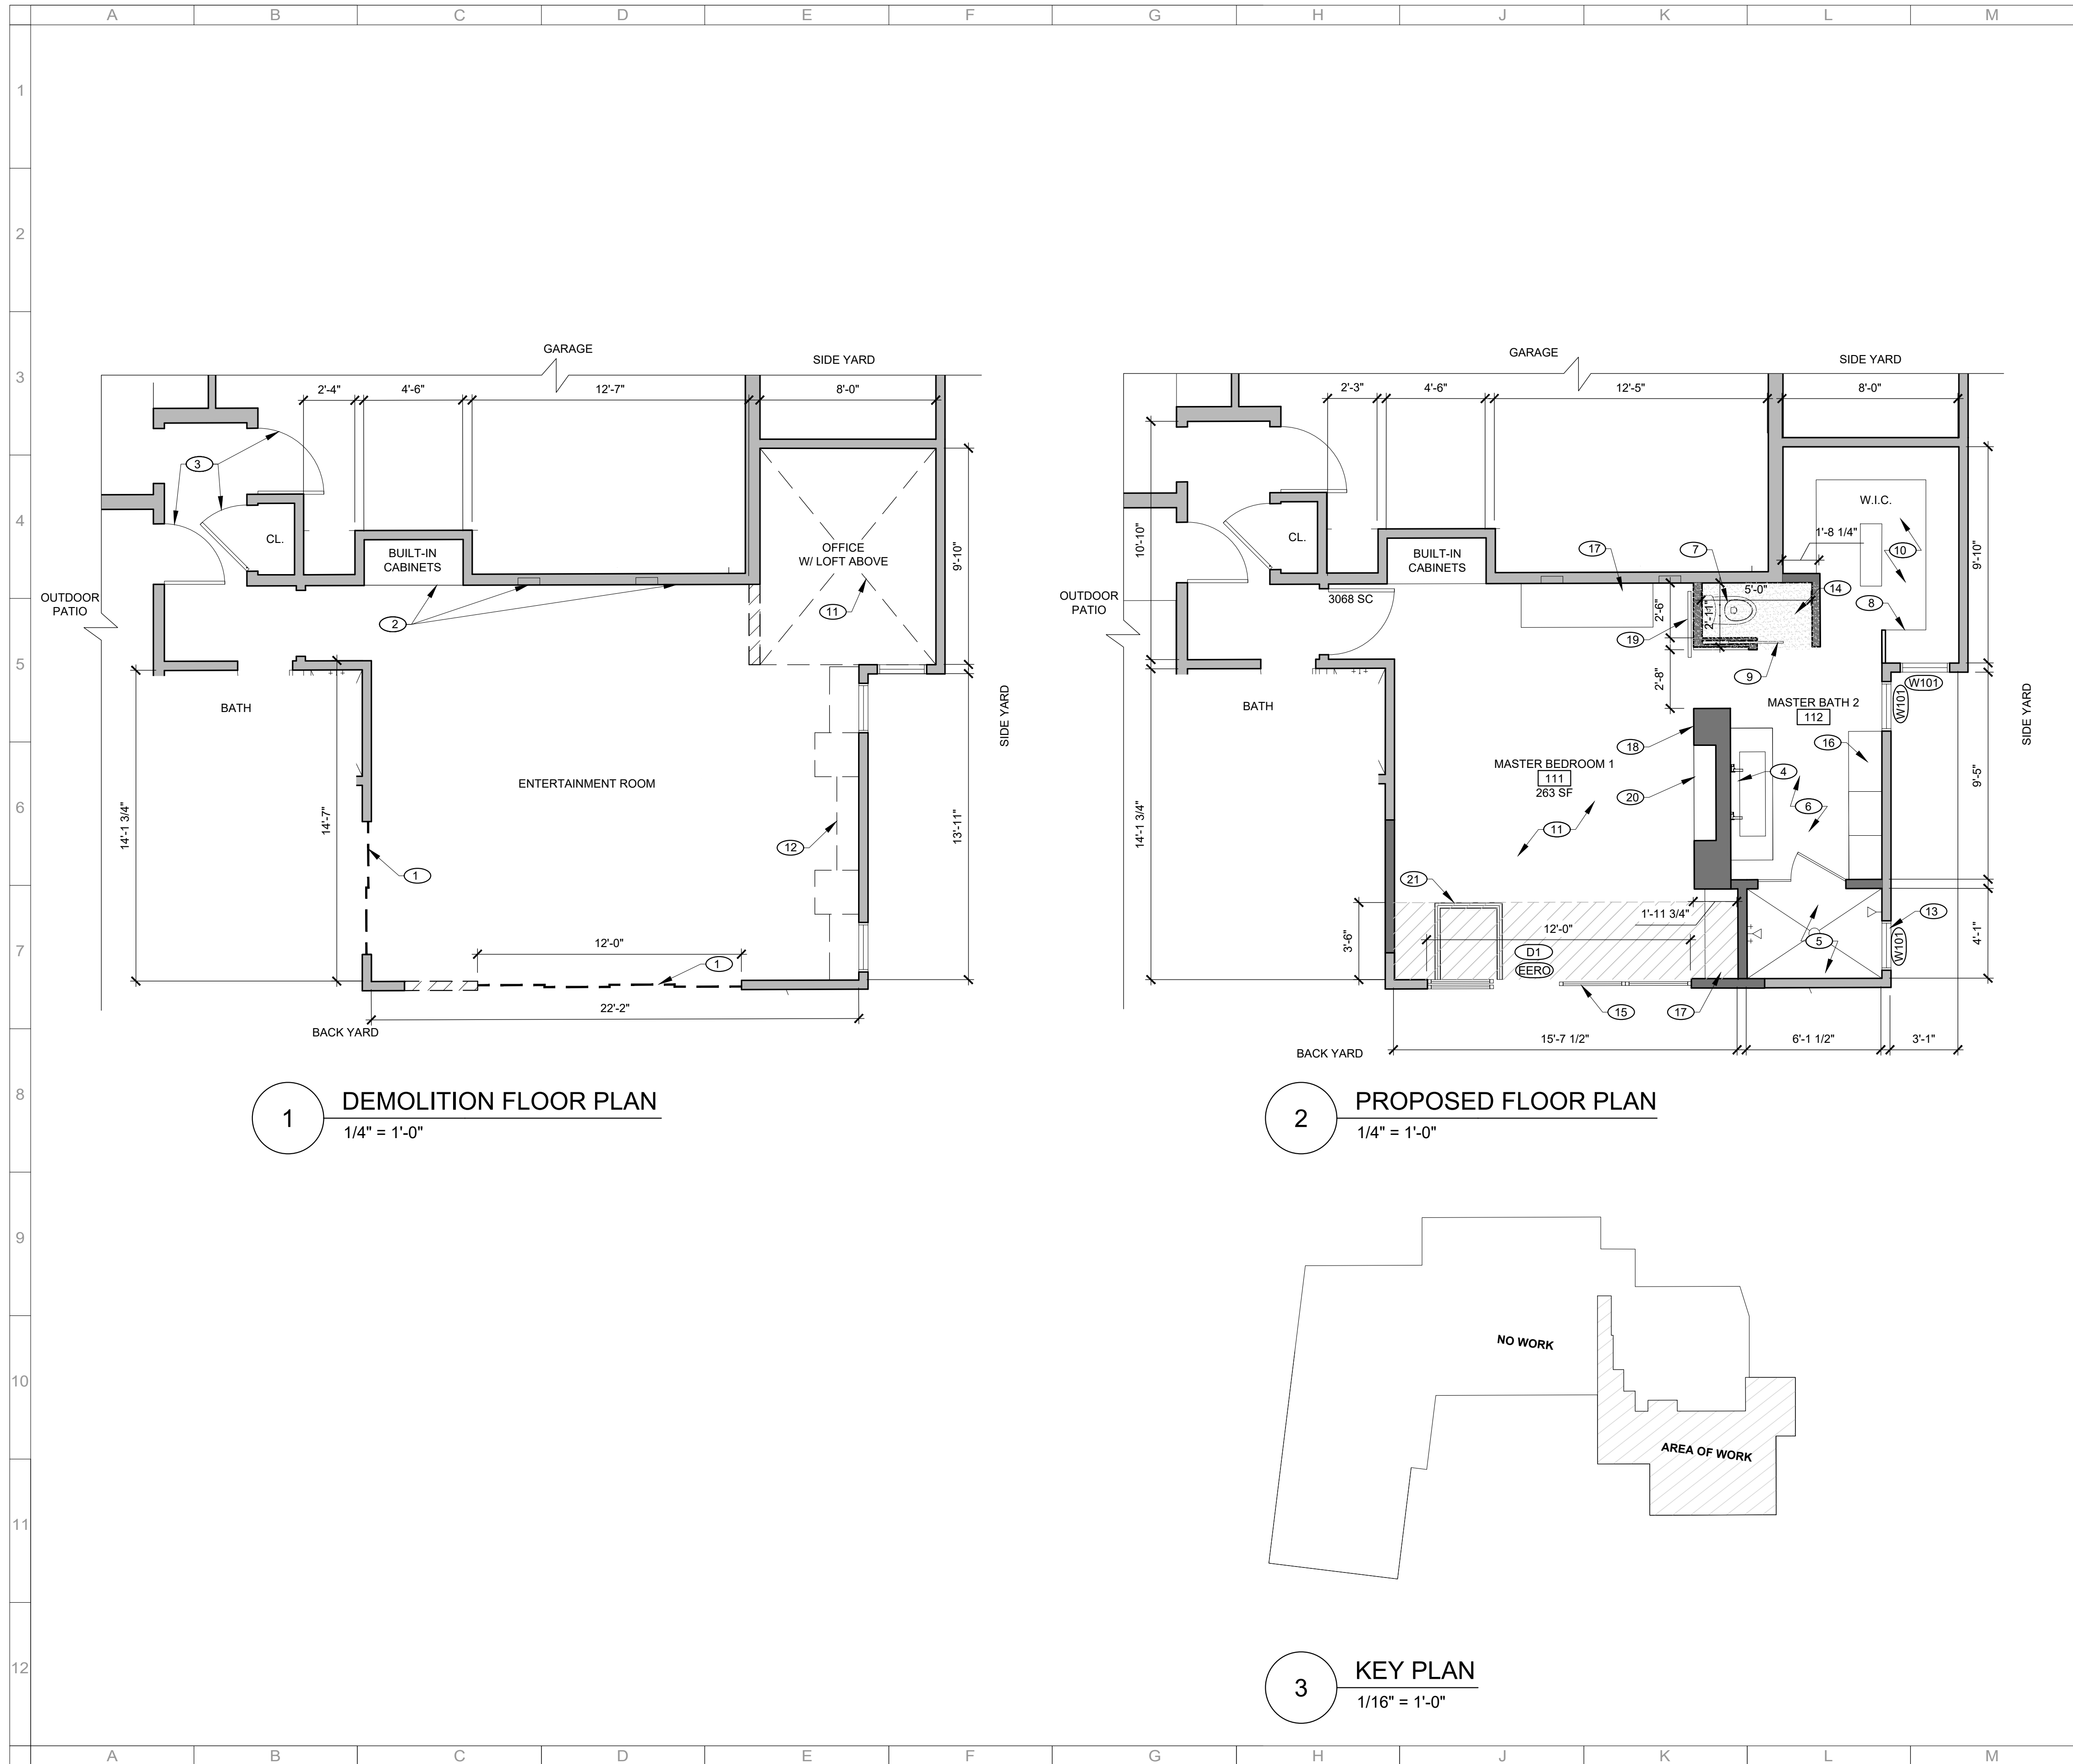 A B C D E F G H J K L M
1
2
3
4
5
6
7
8
9
10
11
12
GARAGE
SIDE YARD
2'-4" 4'-6" 12'-7" 8'-0"
3
CL.
BUILT-IN
CABINETS
OFFICE
W/ LOFT ABOVE
9'-10"
OUTDOOR
PATIO
2
11
BATH
SIDE YARD
ENTERTAINMENT ROOM
14'-1 3/4"
14'-7"
12
13'-11"
1
12'-0"
1
22'-2"
BACK YARD
1
DEMOLITION FLOOR PLAN
1/4" = 1'-0"
GARAGE
SIDE YARD
2'-3" 4'-6" 12'-5" 8'-0"
10'-10"
CL.
BUILT-IN
CABINETS
17
7
W.I.C.
1'-8 1/4"
10
9'-10"
OUTDOOR
PATIO
3068 SC
5'-0"
14
2'-6"
2'-11"
8
19
9
2'-8"
W101
W101
BATH
MASTER BATH 2
112
SIDE YARD
18
16
MASTER BEDROOM 1
111
263 SF
4
20
6
9'-5"
14'-1 3/4"
11
21
1'-11 3/4"
13
3'-6"
12'-0"
D1
EERO
5
W101
4'-1"
15
17
15'-7 1/2" 6'-1 1/2" 3'-1"
BACK YARD
2
PROPOSED FLOOR PLAN
1/4" = 1'-0"
NO WORK
AREA OF WORK
3
KEY PLAN
1/16" = 1'-0"
A B C D E F G H J K L M